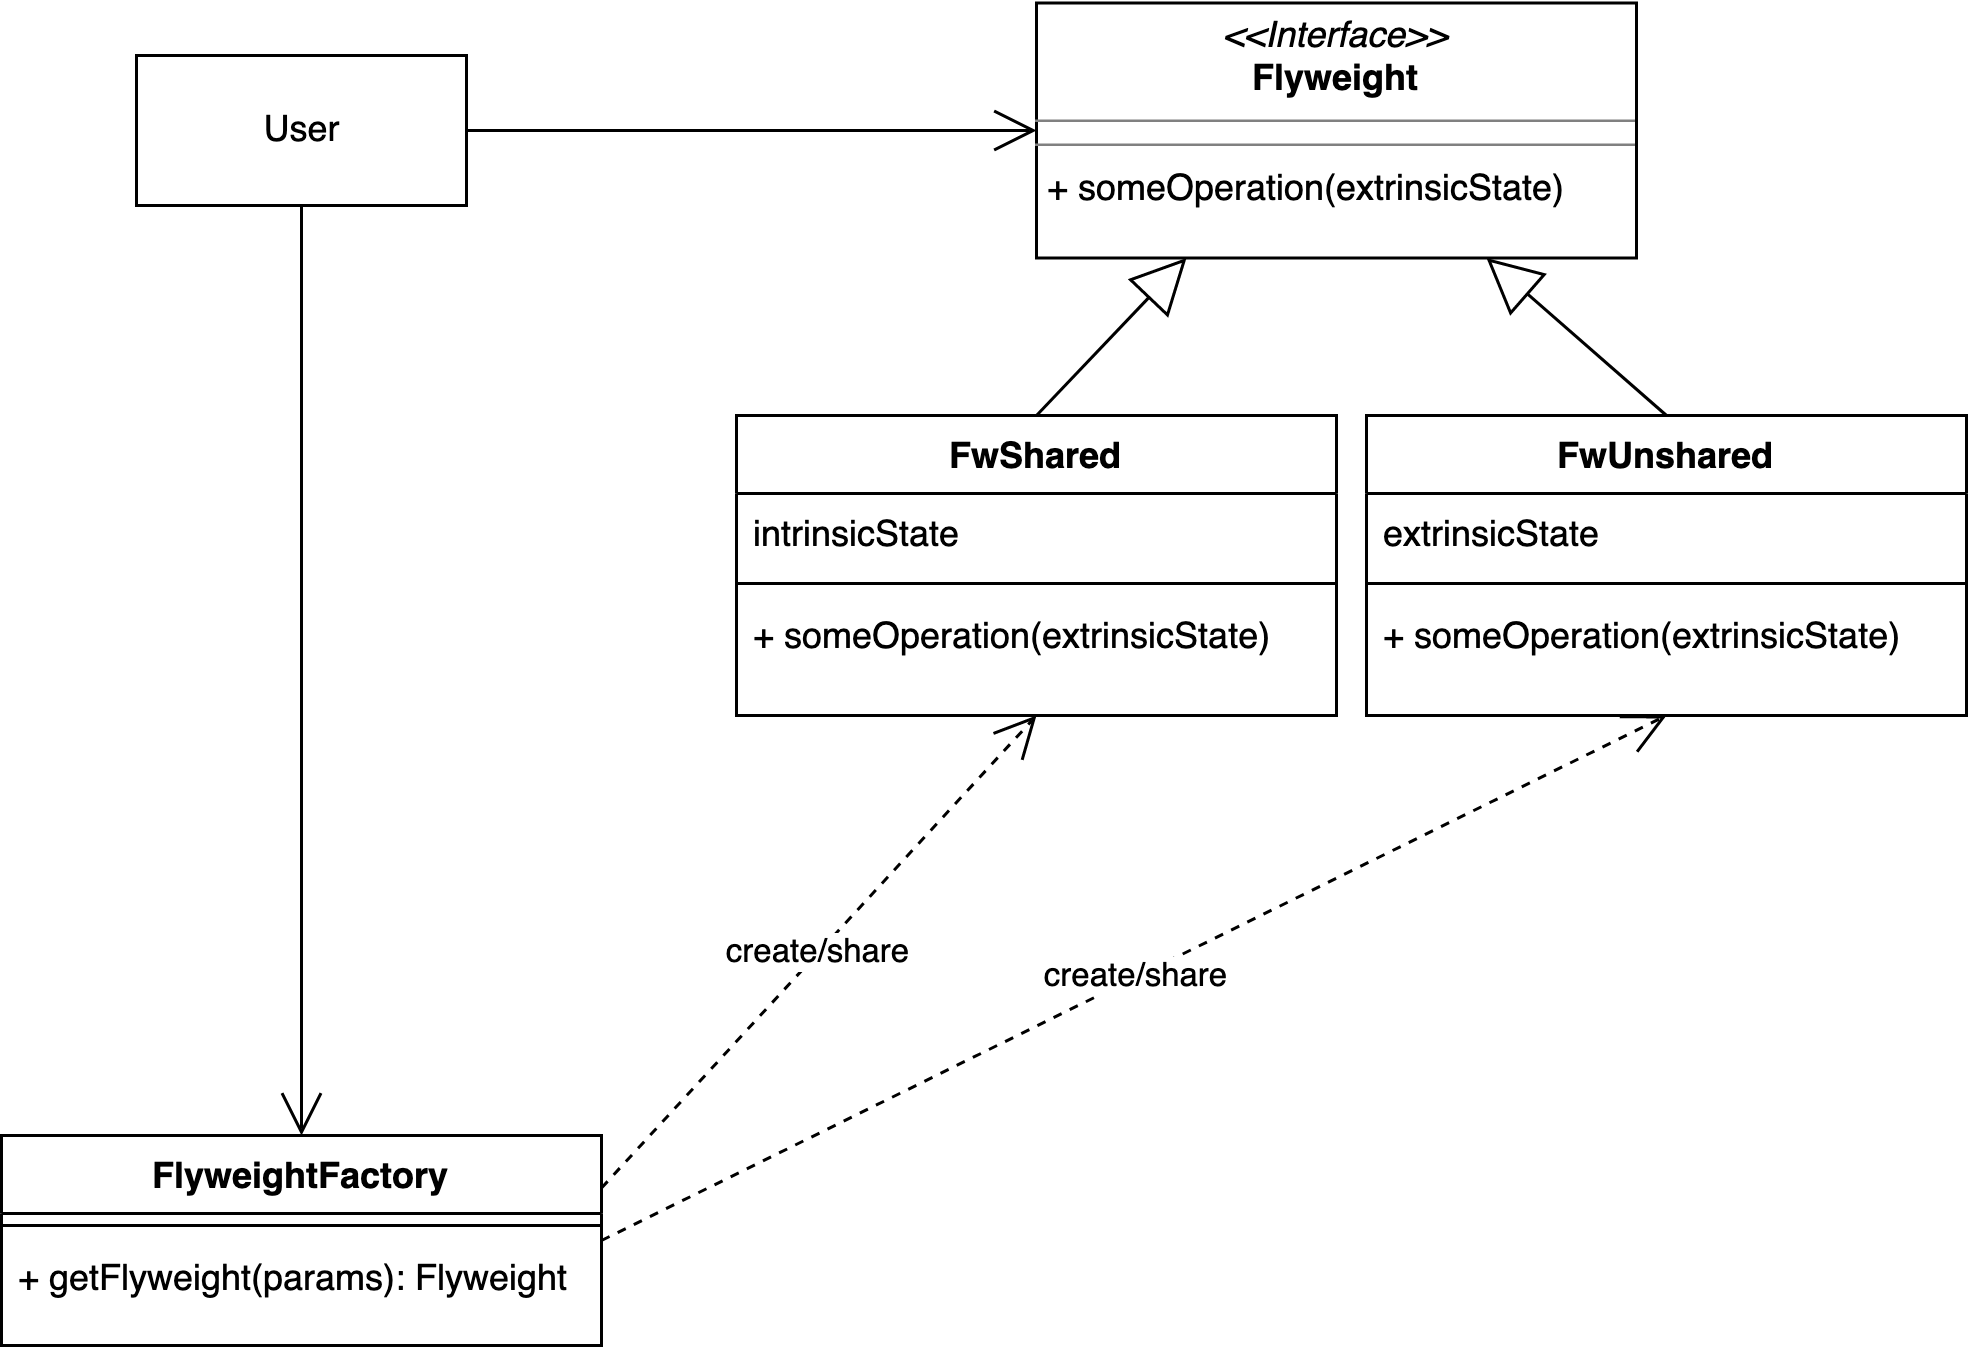 <<Interface>>
Flyweight
User
+ someOperation(extrinsicState)
FwShared
FwUnshared
intrinsicState
extrinsicState
+ someOperation(extrinsicState)
+ someOperation(extrinsicState)
create/share
create/share
FlyweightFactory
+ getFlyweight(params): Flyweight